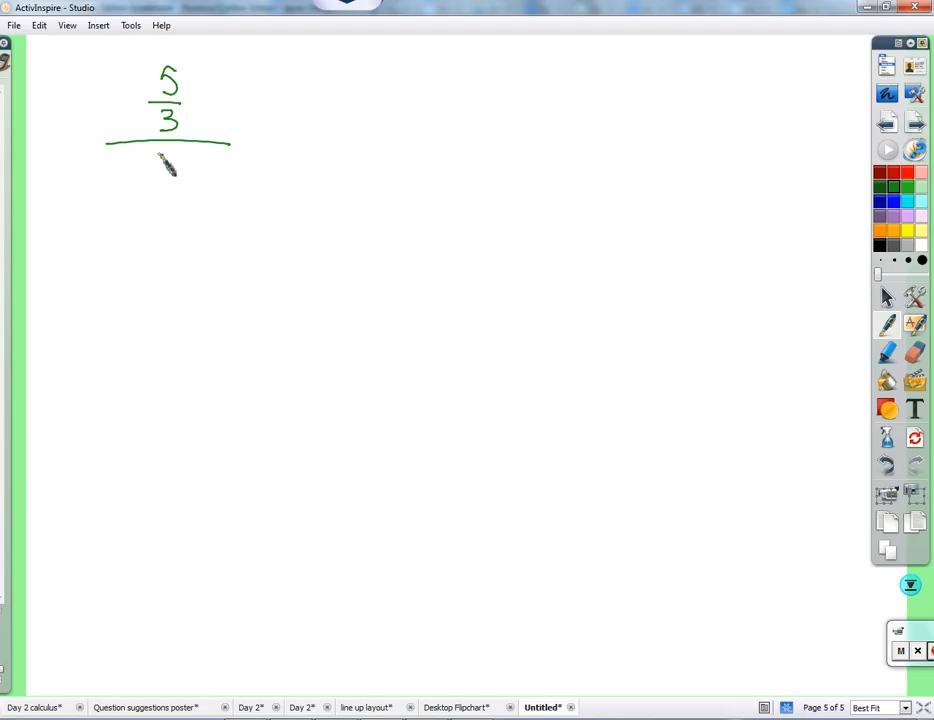 ActivInspire - Studio
File Edit View Insert Tools Help
5
3
T
M
Day 2 calculus* Question suggestions poster* Day 2* Day 2* line up layout* Desktop Flipchart* Untitled* Page 5 of 5 Best Fit